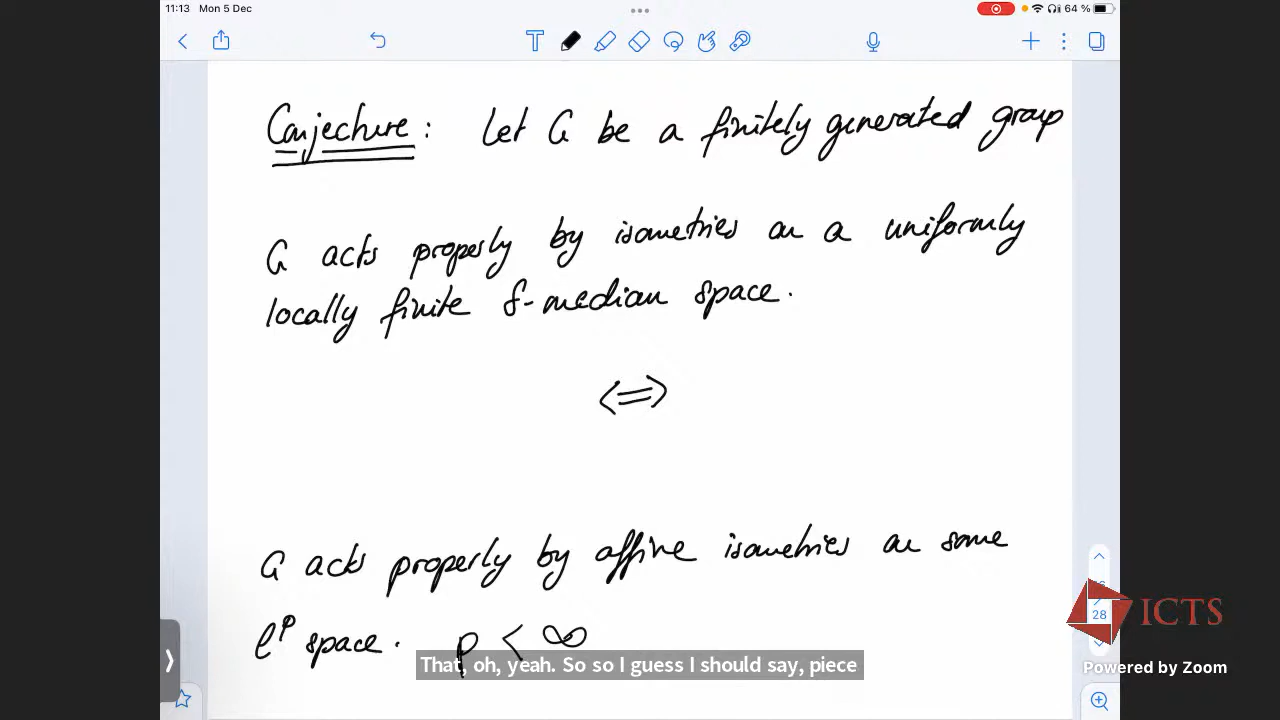 11:13 Mon 5 Dec
64 %
Conjecture: Let G be a finitely generated group
G acts properly by isometries on a uniformly
locally finite δ-median space.
<=>
G acts properly by affine isometries on some
ℓᵖ space. p < ∞
28
ICTS
That, oh, yeah. So so I guess I should say, piece
Powered by Zoom